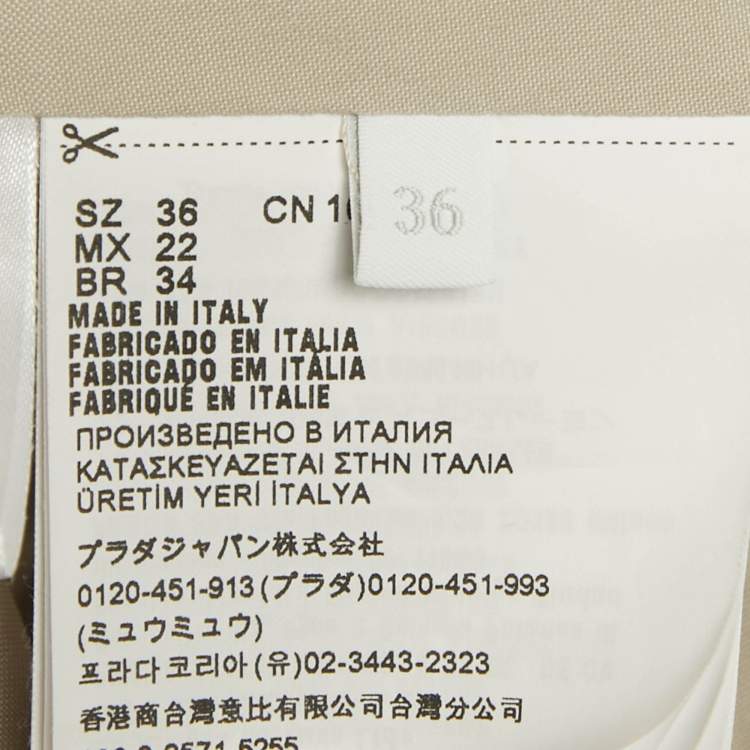 SZ 36 CN
36
MX 22
BR 34
MADE IN ITALY
FABRICADO EN ITALIA
FABRICADO EM ITÁLIA
FABRIQUÉ EN ITALIE
ПРОИЗВЕДЕНО В ИТАЛИЯ
ΚΑΤΑΣΚΕΥΑΖΕΤΑΙ ΣΤΗΝ ΙΤΑΛΙΑ
ÜRETİM YERİ İTALYA
プラダジャパン株式会社
0120-451-913(プラダ)0120-451-993
(ミュウミュウ)
프라다코리아(유)02-3443-2323
香港商台灣意比有限公司台灣分公司